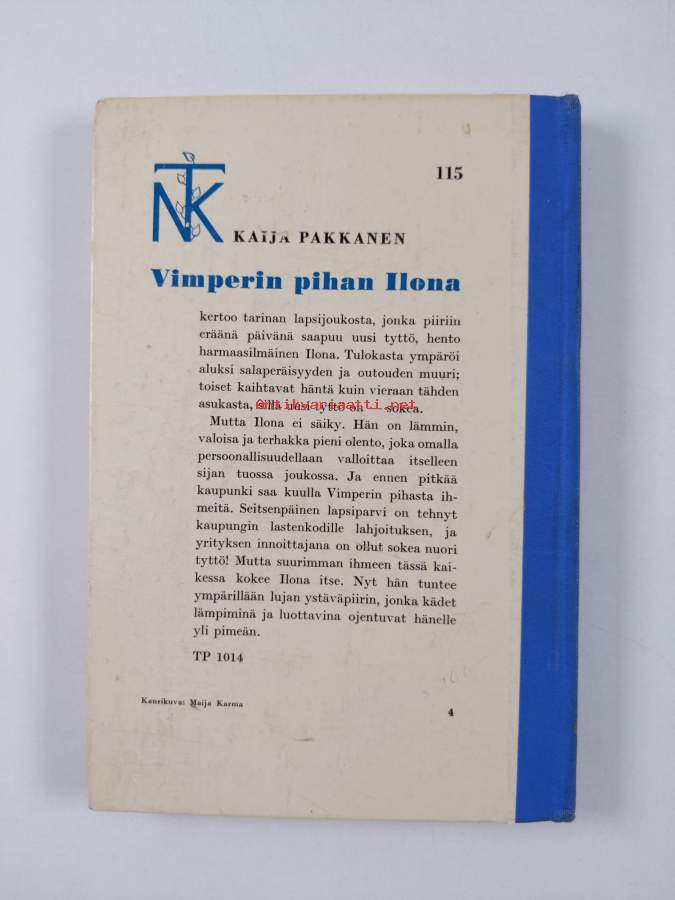 NTK
115
KAIJA PAKKANEN
Vimperin pihan Ilona
kertoo tarinan lapsijoukosta, jonka piiriin
eräänä päivänä saapuu uusi tyttö, hento
harmaasilmäinen Ilona. Tulokasta ympäröi
aluksi salaperäisyyden ja outouden muuri;
toiset kaihtavat häntä kuin vieraan tähden
asukasta, sillä uusi tyttö on — sokea.
Antikvariaatti.net
Mutta Ilona ei säiky. Hän on lämmin,
valoisa ja terhakka pieni olento, joka omalla
persoonallisuudellaan valloittaa itselleen
sijan tuossa joukossa. Ja ennen pitkää
kaupunki saa kuulla Vimperin pihasta ih-
meitä. Seitsenpäinen lapsiparvi on tehnyt
kaupungin lastenkodille lahjoituksen, ja
yrityksen innoittajana on ollut sokea nuori
tyttö! Mutta suurimman ihmeen tässä kai-
kessa kokee Ilona itse. Nyt hän tuntee
ympärillään lujan ystäväpiirin, jonka kädet
lämpiminä ja luottavina ojentuvat hänelle
yli pimeän.
TP 1014
Kansikuva: Maija Karma
4